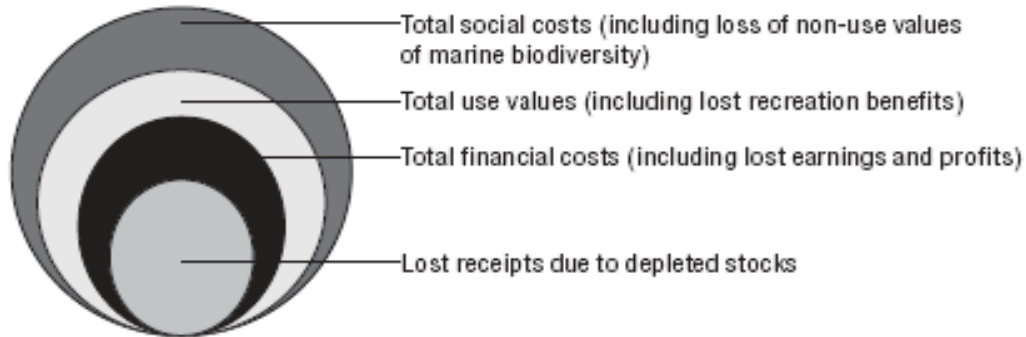 Total social costs (including loss of non-use values
of marine biodiversity)
Total use values (including lost recreation benefits)
Total financial costs (including lost earnings and profits)
Lost receipts due to depleted stocks